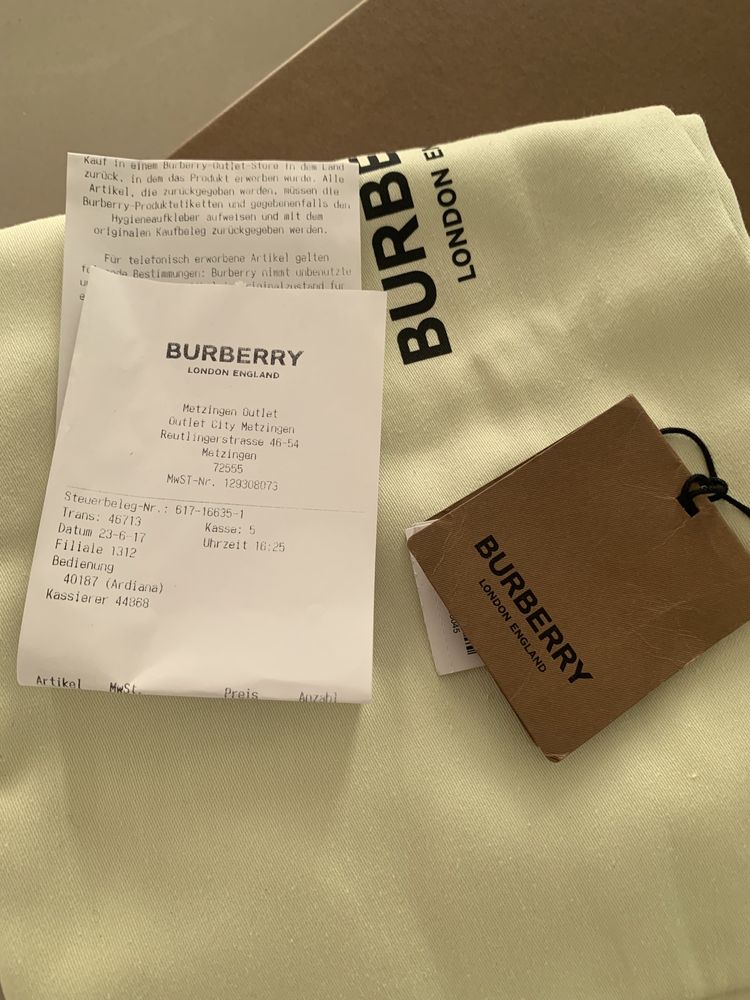 Kauf in einem Burberry-Outlet-Store in dem Land
zurück, in dem das Produkt erworben wurde. Alle
Artikel, die zurückgegeben werden, müssen die
Burberry-Produktetiketten und gegebenenfalls den
Hygieneaufkleber aufweisen und mit dem
originalen Kaufbeleg zurückgegeben werden.
Für telefonisch erworbene Artikel gelten
Bestimmungen: Burberry nimmt unbenutzte
für
BURBERRY
LONDON ENGLAND
Metzingen Outlet
Outlet City Metzingen
Reutlingerstrasse 46-54
Metzingen
72555
MwST-Nr. 129308073
Steuerbeleg-Nr.: 617-16635-1
Trans: 46713 Kasse: 5
Datum 23-6-17 Uhrzeit 16:25
Filiale 1312
Bedienung
40187 (Ardiana)
Kassierer 44868
Artikel MwSt. Preis Anzahl
BURBE
LONDON E
BURBERRY
LONDON ENGLAND